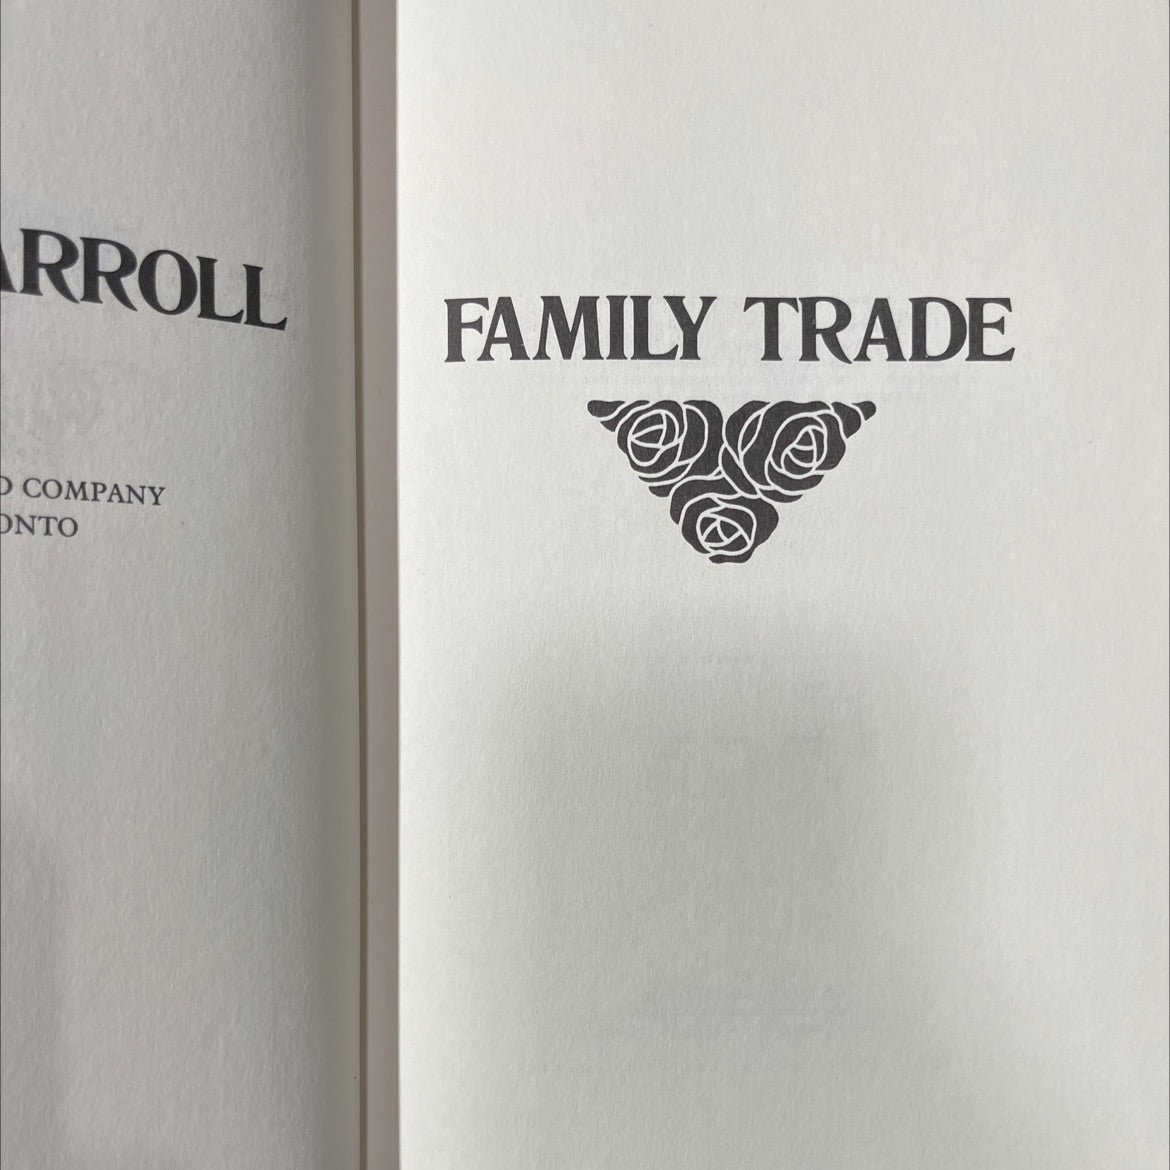 ARROLL
D COMPANY
ONTO
FAMILY TRADE